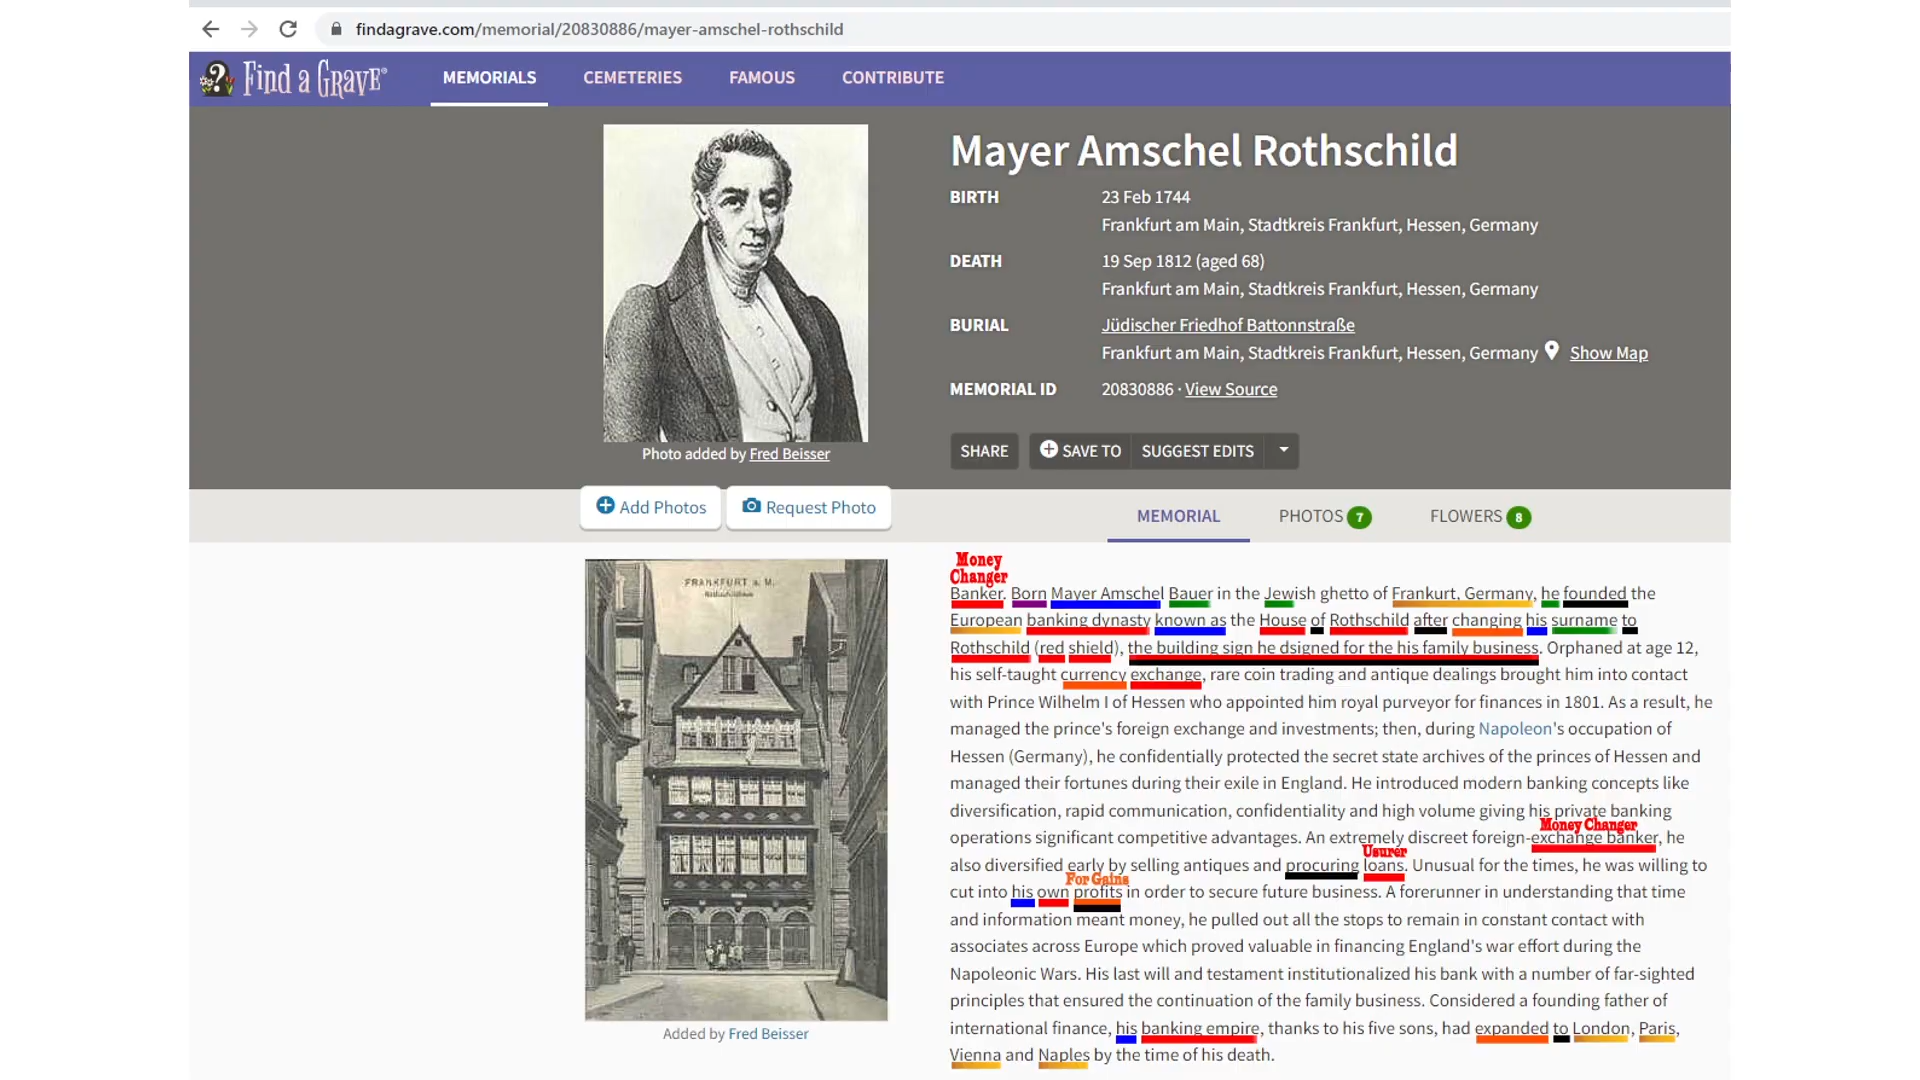 findagrave.com/memorial/20830886/mayer-amschel-rothschild
Find a Grave®
MEMORIALS
CEMETERIES
FAMOUS
CONTRIBUTE
Mayer Amschel Rothschild
BIRTH
23 Feb 1744
Frankfurt am Main, Stadtkreis Frankfurt, Hessen, Germany
DEATH
19 Sep 1812 (aged 68)
Frankfurt am Main, Stadtkreis Frankfurt, Hessen, Germany
BURIAL
Jüdischer Friedhof Battonnstraße
Frankfurt am Main, Stadtkreis Frankfurt, Hessen, Germany Show Map
MEMORIAL ID
20830886 · View Source
SHARE
SAVE TO
SUGGEST EDITS
Photo added by Fred Beisser
Add Photos
Request Photo
MEMORIAL
PHOTOS 7
FLOWERS 8
FRANKFURT a. M.
Added by Fred Beisser
Money
Changer
Banker. Born Mayer Amschel Bauer in the Jewish ghetto of Frankurt, Germany, he founded the
European banking dynasty known as the House of Rothschild after changing his surname to
Rothschild (red shield), the building sign he dsigned for the his family business. Orphaned at age 12,
his self-taught currency exchange, rare coin trading and antique dealings brought him into contact
with Prince Wilhelm I of Hessen who appointed him royal purveyor for finances in 1801. As a result, he
managed the prince's foreign exchange and investments; then, during Napoleon's occupation of
Hessen (Germany), he confidentially protected the secret state archives of the princes of Hessen and
managed their fortunes during their exile in England. He introduced modern banking concepts like
diversification, rapid communication, confidentiality and high volume giving his private banking
Money Changer
operations significant competitive advantages. An extremely discreet foreign-exchange banker, he
Usurer
also diversified early by selling antiques and procuring loans. Unusual for the times, he was willing to
For Gains
cut into his own profits in order to secure future business. A forerunner in understanding that time
and information meant money, he pulled out all the stops to remain in constant contact with
associates across Europe which proved valuable in financing England's war effort during the
Napoleonic Wars. His last will and testament institutionalized his bank with a number of far-sighted
principles that ensured the continuation of the family business. Considered a founding father of
international finance, his banking empire, thanks to his five sons, had expanded to London, Paris,
Vienna and Naples by the time of his death.